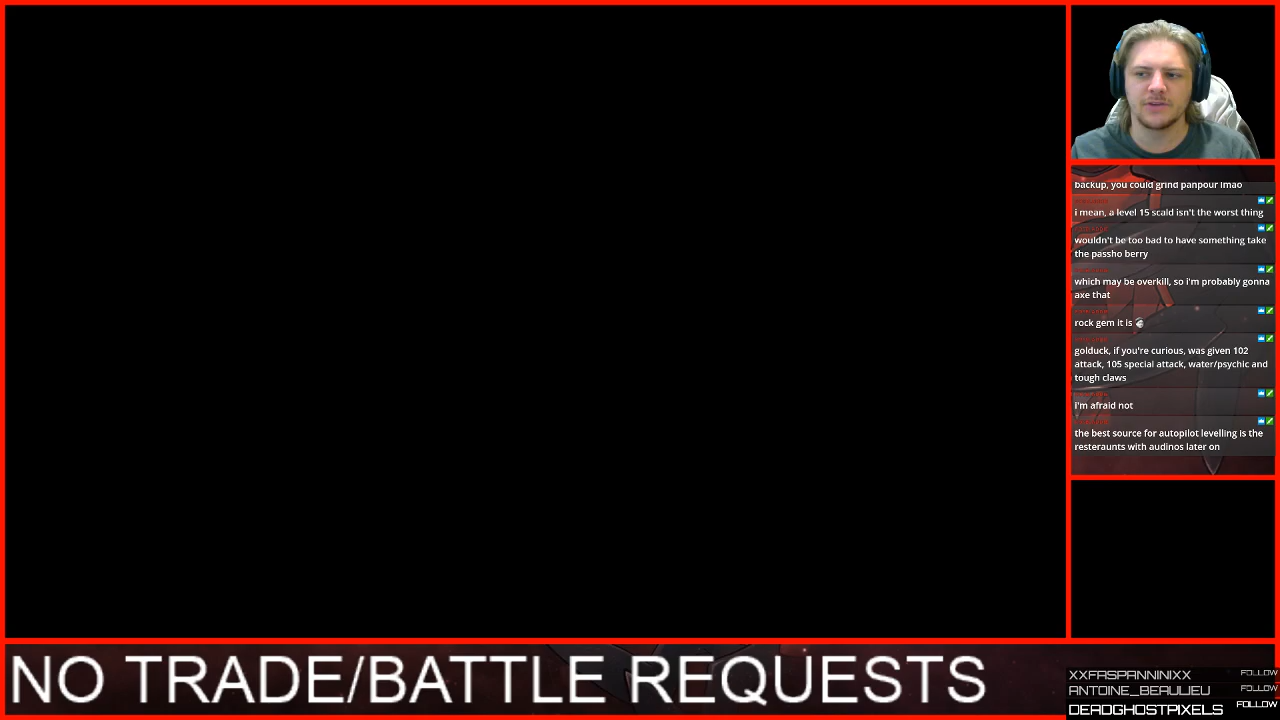 backup, you could grind panpour lmao
i mean, a level 15 scald isn't the worst thing
wouldn't be too bad to have something take
the passho berry
which may be overkill, so i'm probably gonna
axe that
rock gem it is
golduck, if you're curious, was given 102
attack, 105 special attack, water/psychic and
tough claws
i'm afraid not
the best source for autopilot levelling is the
resteraunts with audinos later on
NO TRADE/BATTLE REQUESTS
XXFASPANNINIXX FOLLOW
ANTOINE_BEAULIEU FOLLOW
DEADGHOSTPIXELS FOLLOW